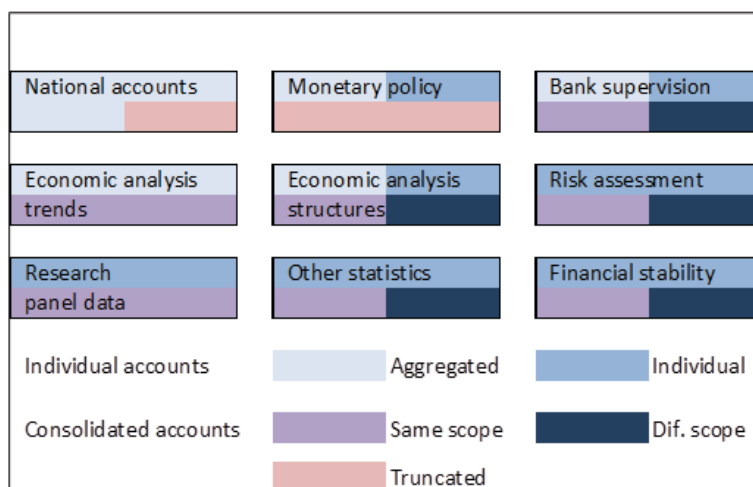 National accounts
Monetary policy
Bank supervision
Economic analysis
trends
Economic analysis
structures
Risk assessment
Research
panel data
Other statistics
Financial stability
Individual accounts
Aggregated
Individual
Consolidated accounts
Same scope
Dif. scope
Truncated